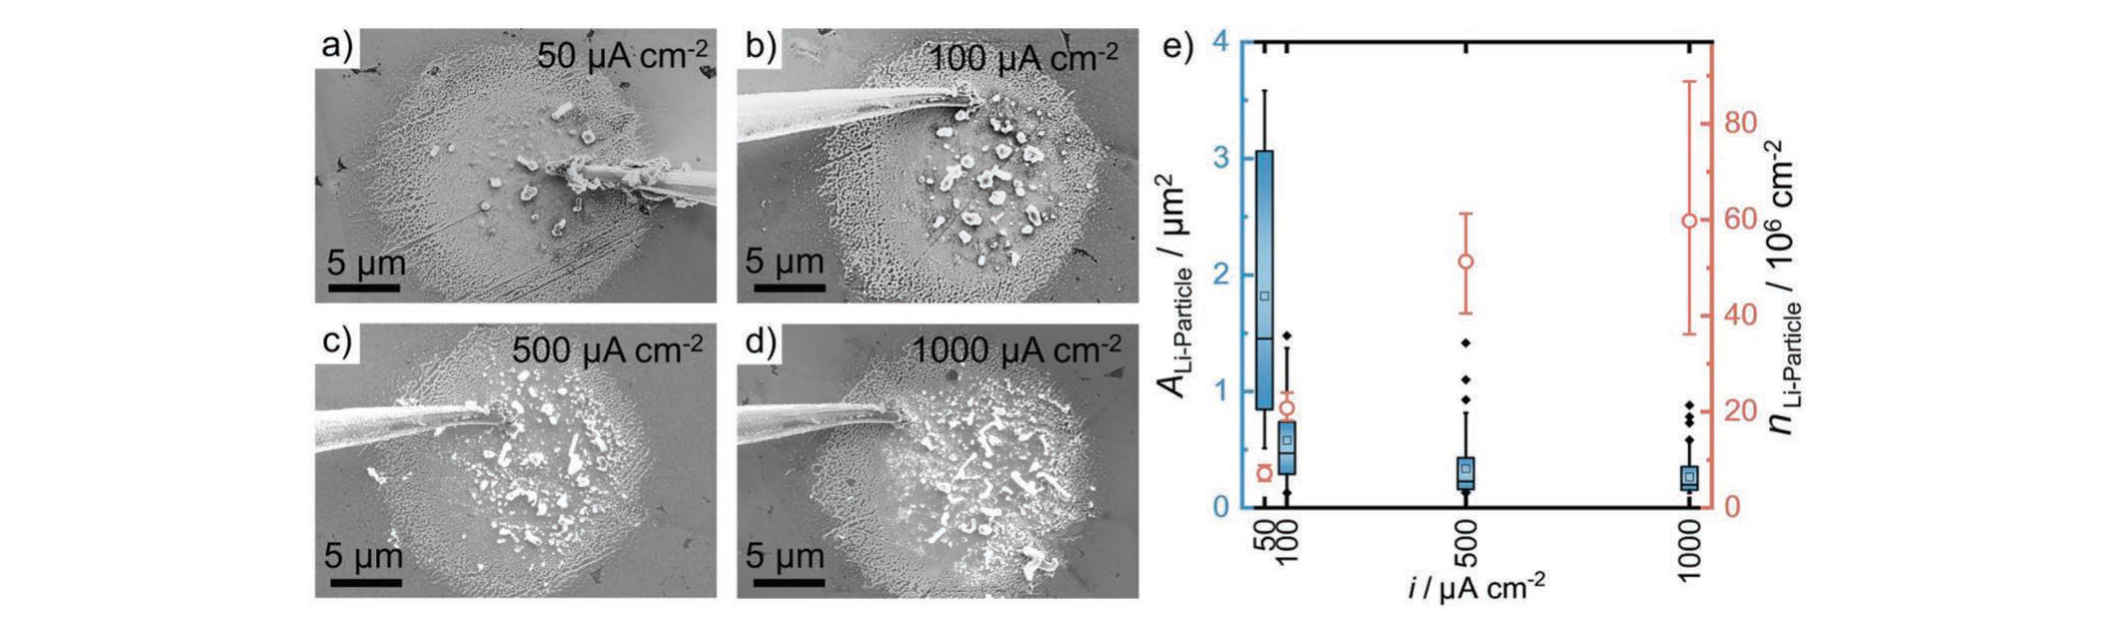 a)
50 μA cm-2
5 μm
b)
100 μA cm-2
5 μm
c)
500 μA cm-2
5 μm
d)
1000 μA cm-2
5 μm
e)
4
3
2
1
0
ALi-Particle / μm2
80
60
40
20
0
nLi-Particle / 106 cm-2
50
100
500
1000
i / μA cm-2